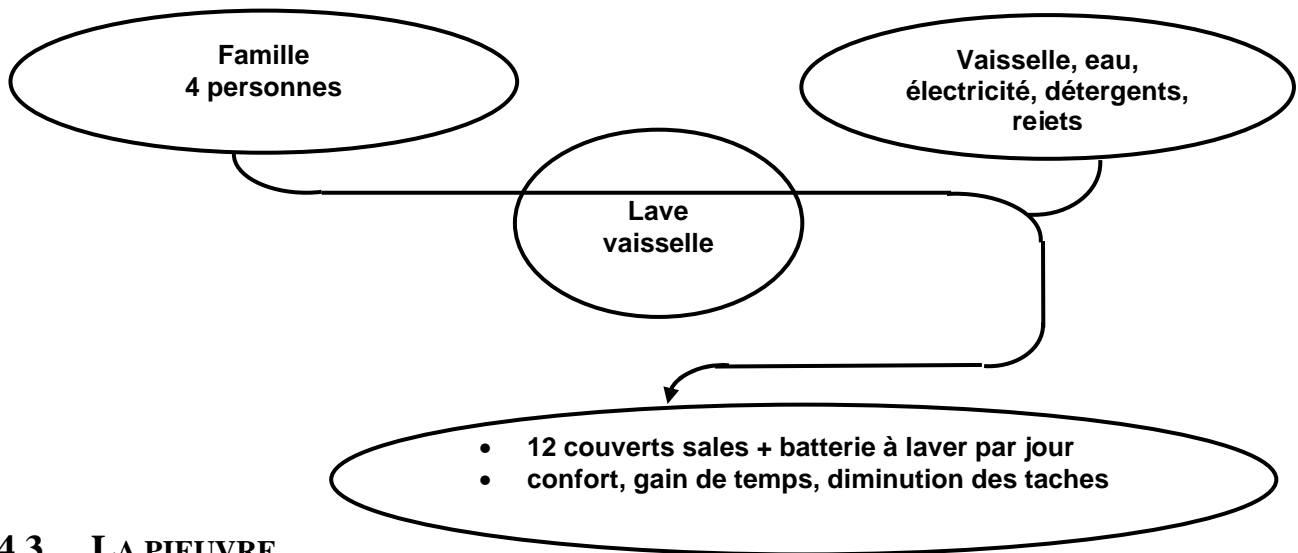 Famille
4 personnes
Vaisselle, eau,
électricité, détergents,
rejets
Lave
vaisselle
• 12 couverts sales + batterie à laver par jour
• confort, gain de temps, diminution des taches
4.3 LA PIEUVRE